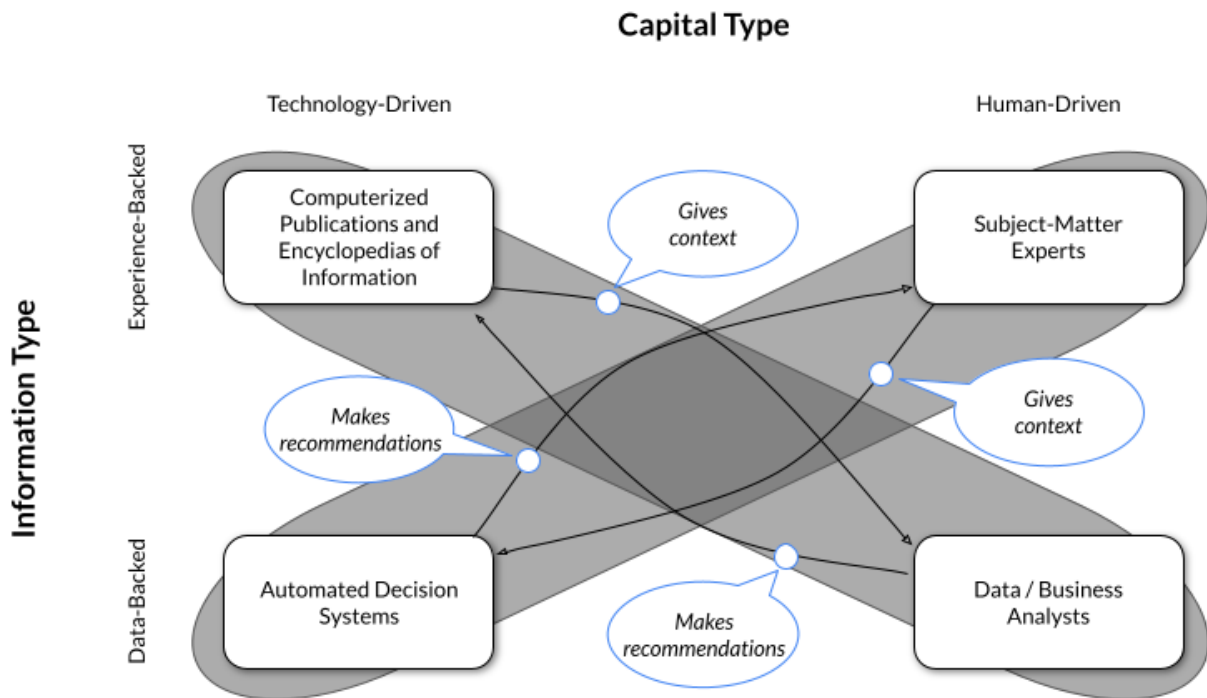 Capital Type
Technology-Driven
Human-Driven
Information Type
Experience-Backed
Data-Backed
Computerized
Publications and
Encyclopedias of
Information
Gives
context
Subject-Matter
Experts
Makes
recommendations
Gives
context
Automated Decision
Systems
Makes
recommendations
Data / Business
Analysts